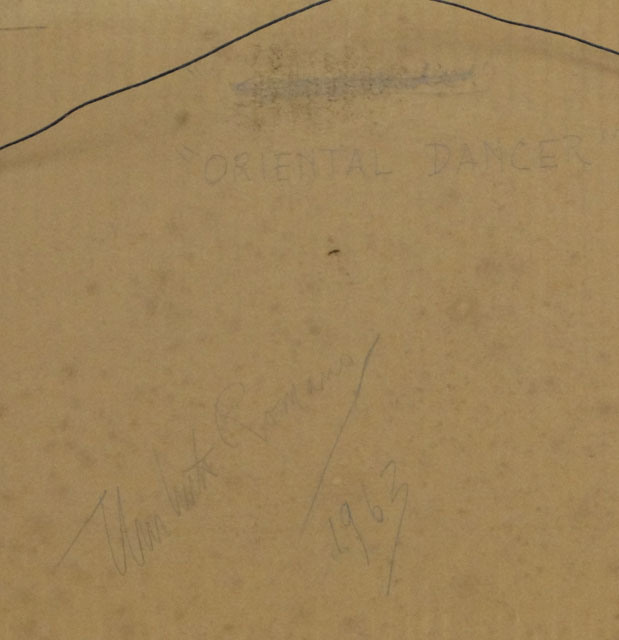 "ORIENTAL DANCER"
Umberto Romano /
1963